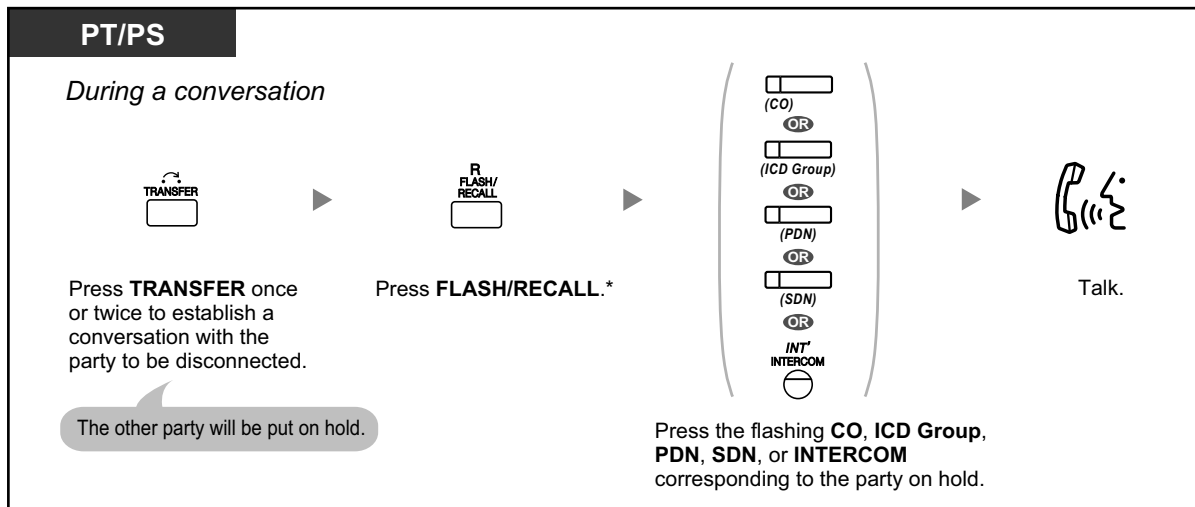 PT/PS
During a conversation
TRANSFER
Press TRANSFER once
or twice to establish a
conversation with the
party to be disconnected.
The other party will be put on hold.
R
FLASH/
RECALL
Press FLASH/RECALL.*
(CO)
OR
(ICD Group)
OR
(PDN)
OR
(SDN)
OR
INT'
INTERCOM
Press the flashing CO, ICD Group,
PDN, SDN, or INTERCOM
corresponding to the party on hold.
Talk.